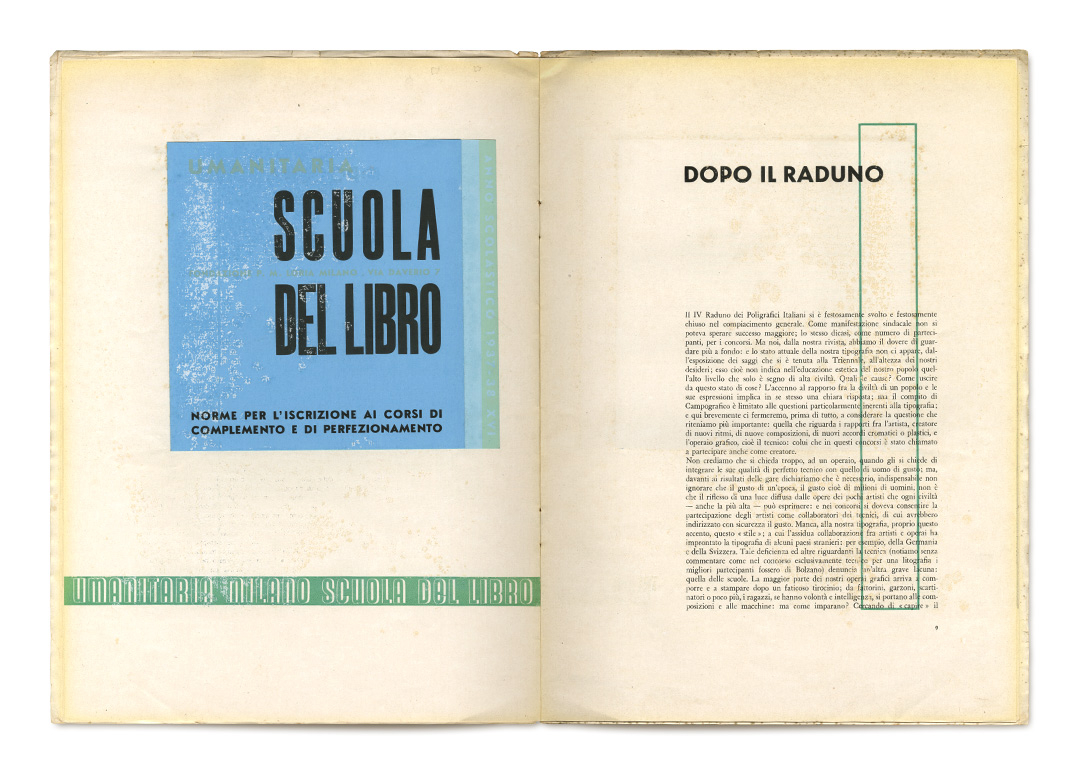 UMANITARIA
SCUOLA
DEL LIBRO
NORME PER L'ISCRIZIONE AI CORSI DI
COMPLEMENTO E DI PERFEZIONAMENTO
ANNO SCOLASTICO
UMANITARIA MILANO SCUOLA DEL LIBRO
DOPO IL RADUNO
Il IV Raduno dei Poligrafici Italiani si è festosamente svolto e festosamente
chiuso nel compiacimento generale. Come manifestazione sindacale non si
poteva sperare successo maggiore; lo stesso dicasi, come numero di parteci-
panti, per i concorsi. Ma noi, dalla nostra rivista, abbiamo il dovere di guar-
dare più a fondo: e lo stato attuale della nostra tipografia non ci appare, dal-
l'esposizione dei saggi che si è tenuta alla Triennale, all'altezza dei nostri
desideri; esso cioè non indica nell'educazione estetica del nostro popolo quel-
l'alto livello che solo è segno di alta civiltà. Quali le cause? Come uscire
da questo stato di cose? L'accenno al rapporto fra la civiltà di un popolo e le
sue espressioni implica in se stesso una chiara risposta; ma il compito di
Campografico è limitato alle questioni particolarmente inerenti alla tipografia;
e qui brevemente ci fermeremo, prima di tutto, a considerare la questione che
riteniamo più importante: quella che riguarda i rapporti fra l'artista, creatore
di nuovi ritmi, di nuove composizioni, di nuovi accordi cromatici o plastici, e
l'operaio grafico, cioè il tecnico: colui che in questi concorsi è stato chiamato
a partecipare anche come creatore.
Non crediamo che si chieda troppo, ad un operaio, quando gli si chiede di
integrare le sue qualità di perfetto tecnico con quello di uomo di gusto; ma,
davanti ai risultati delle gare dichiariamo che è necessario, indispensabile non
ignorare che il gusto di un'epoca, il gusto cioè di milioni di uomini, non è
che il riflesso di una luce diffusa dalle opere dei pochi artisti che ogni civiltà
— anche la più alta — può esprimere: e nei concorsi si doveva consentire la
partecipazione degli artisti come collaboratori dei tecnici, di cui avrebbero
indirizzato con sicurezza il gusto. Manca, alla nostra tipografia, proprio questo
accento, questo « stile »; a cui l'assidua collaborazione fra artisti e operai ha
improntato la tipografia di alcuni paesi stranieri: per esempio, della Germania
e della Svizzera. Tale deficienza ed altre riguardanti la tecnica (notiamo senza
commentare come nel concorso esclusivamente tecnico per una litografia i
migliori partecipanti fossero di Bolzano) denuncia un'altra grave lacuna:
quella delle scuole. La maggior parte dei nostri operai grafici arriva a com-
porre e a stampare dopo un faticoso tirocinio; da fattorini, garzoni, scarti-
natori o poco più, i ragazzi, se hanno volontà e intelligenza, si portano alle com-
posizioni e alle macchine: ma come imparano? Cercando di « capire » il
9